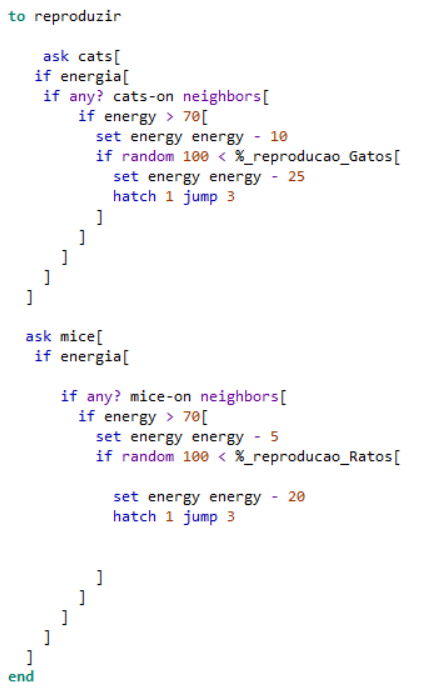 to reproduzir
ask cats[
if energia[
if any? cats-on neighbors[
if energy > 70[
set energy energy - 10
if random 100 < %_reproducao_Gatos[
set energy energy - 25
hatch 1 jump 3
]
]
]
]
]
ask mice[
if energia[
if any? mice-on neighbors[
if energy > 70[
set energy energy - 5
if random 100 < %_reproducao_Ratos[
set energy energy - 20
hatch 1 jump 3
]
]
]
]
]
end